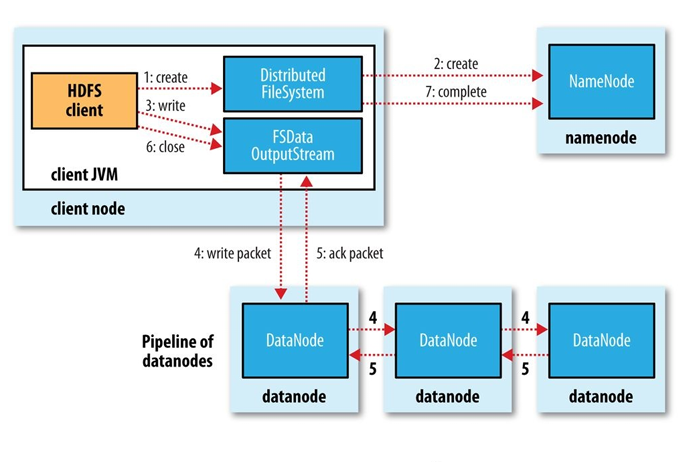 1: create
Distributed
FileSystem
2: create
NameNode
HDFS
client
3: write
7: complete
FSData
OutputStream
6: close
namenode
client JVM
client node
4: write packet
5: ack packet
Pipeline of
datanodes
DataNode
4
DataNode
4
DataNode
5
5
datanode
datanode
datanode